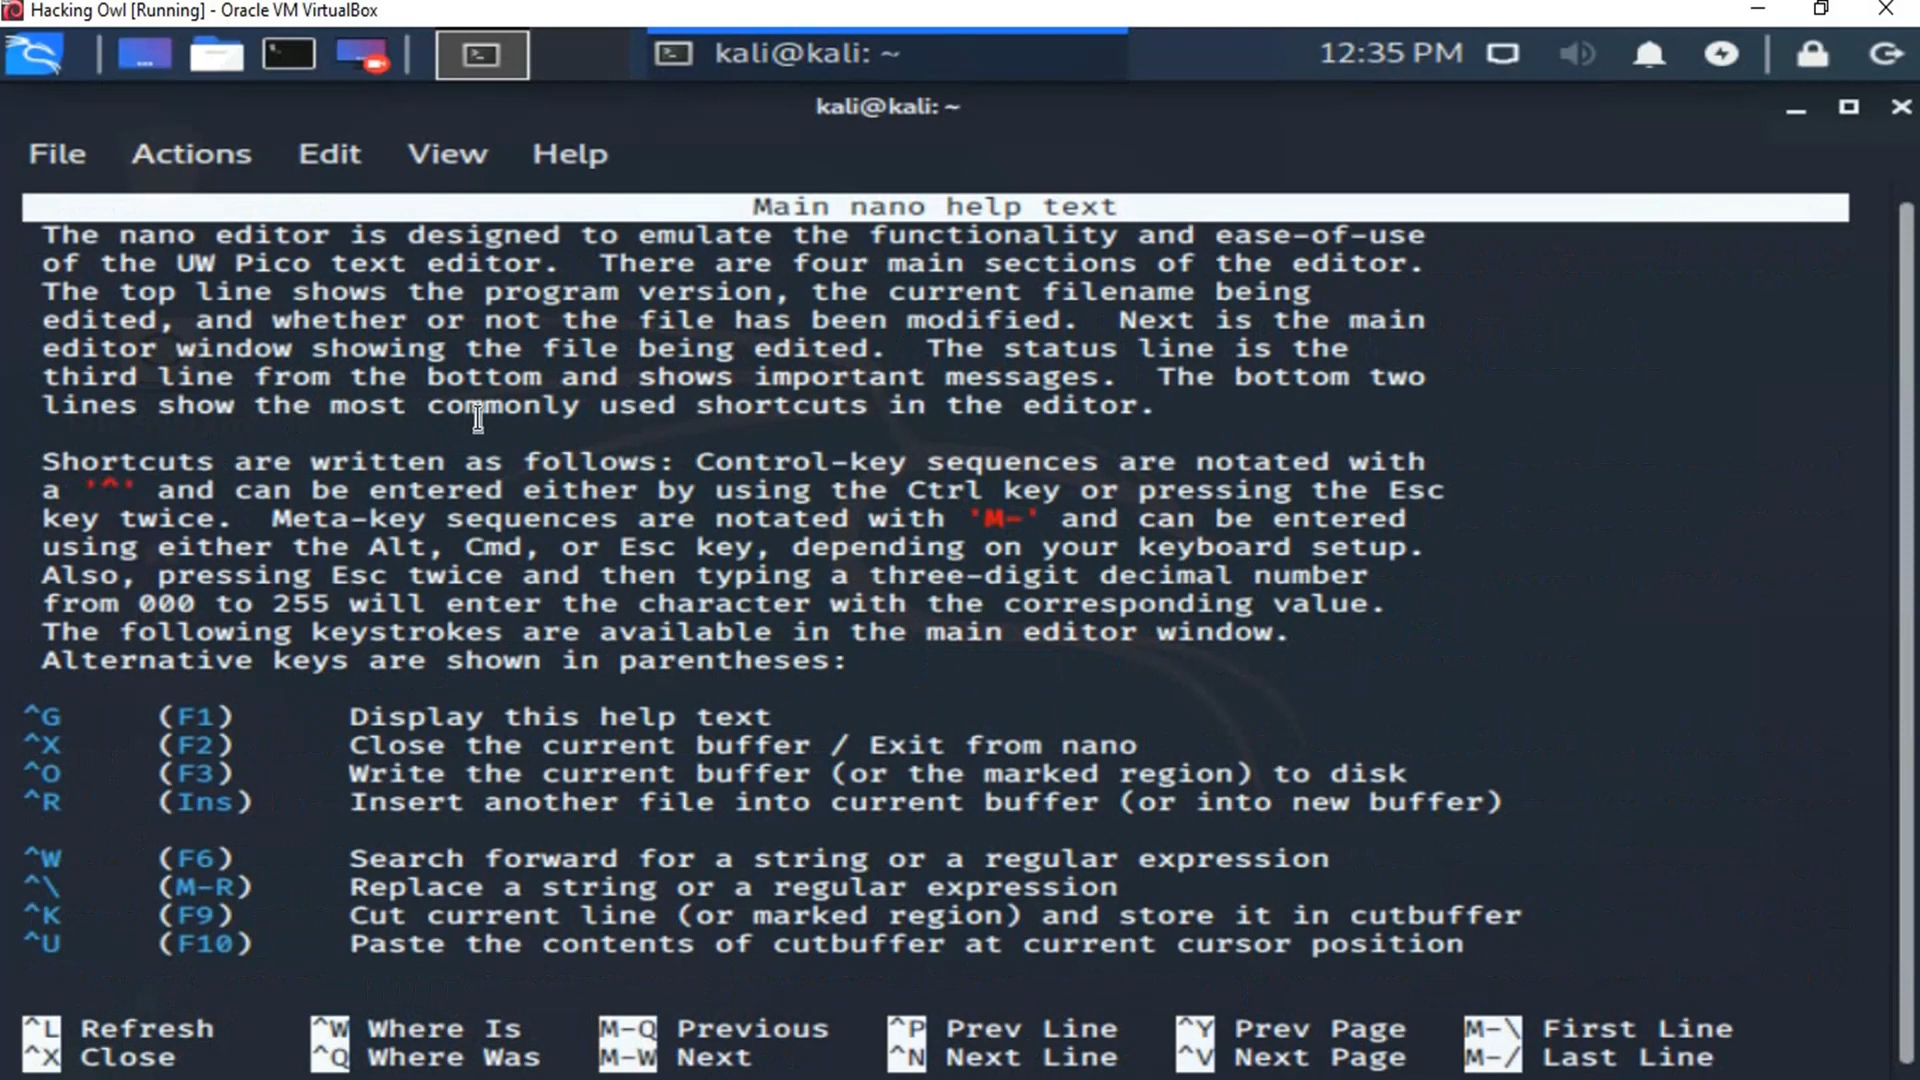 Hacking Owl [Running] - Oracle VM VirtualBox
kali@kali: ~
12:35 PM
kali@kali: ~
File Actions Edit View Help
Main nano help text
The nano editor is designed to emulate the functionality and ease-of-use
of the UW Pico text editor.  There are four main sections of the editor.
The top line shows the program version, the current filename being
edited, and whether or not the file has been modified.  Next is the main
editor window showing the file being edited.  The status line is the
third line from the bottom and shows important messages.  The bottom two
lines show the most commonly used shortcuts in the editor.
Shortcuts are written as follows: Control-key sequences are notated with
a '^' and can be entered either by using the Ctrl key or pressing the Esc
key twice.  Meta-key sequences are notated with 'M-' and can be entered
using either the Alt, Cmd, or Esc key, depending on your keyboard setup.
Also, pressing Esc twice and then typing a three-digit decimal number
from 000 to 255 will enter the character with the corresponding value.
The following keystrokes are available in the main editor window.
Alternative keys are shown in parentheses:
^G (F1) Display this help text
^X (F2) Close the current buffer / Exit from nano
^O (F3) Write the current buffer (or the marked region) to disk
^R (Ins) Insert another file into current buffer (or into new buffer)
^W (F6) Search forward for a string or a regular expression
^\ (M-R) Replace a string or a regular expression
^K (F9) Cut current line (or marked region) and store it in cutbuffer
^U (F10) Paste the contents of cutbuffer at current cursor position
^L Refresh ^W Where Is M-Q Previous ^P Prev Line ^Y Prev Page M-\ First Line
^X Close ^Q Where Was M-W Next ^N Next Line ^V Next Page M-/ Last Line